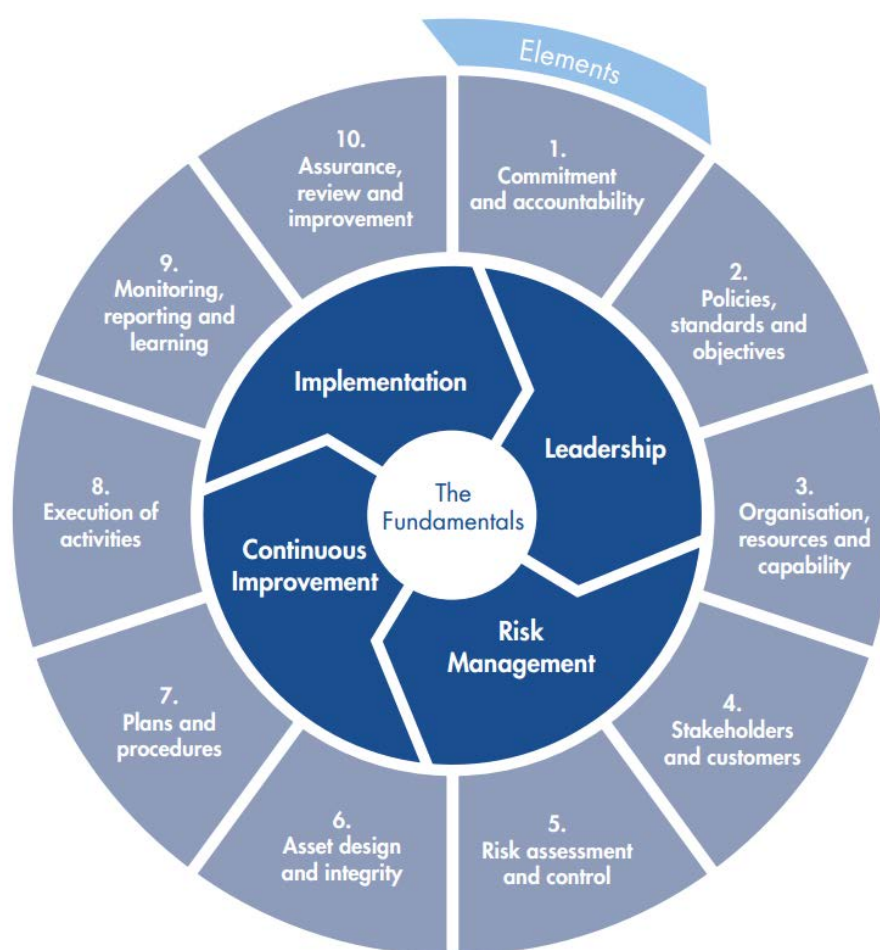 Elements
1.
Commitment
and accountability
2.
Policies,
standards and
objectives
3.
Organisation,
resources and
capability
4.
Stakeholders
and customers
5.
Risk assessment
and control
6.
Asset design
and integrity
7.
Plans and
procedures
8.
Execution of
activities
9.
Monitoring,
reporting and
learning
10.
Assurance,
review and
improvement
Implementation
Leadership
Risk
Management
Continuous
Improvement
The
Fundamentals